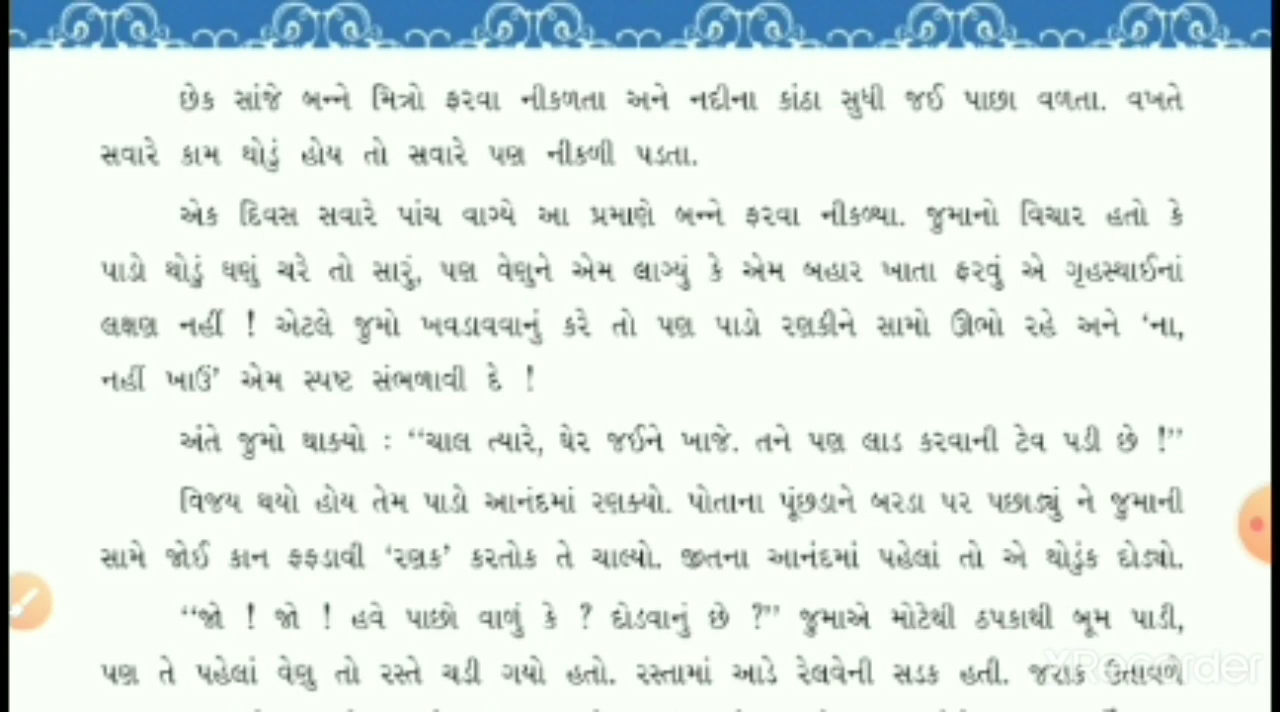 છેક સાંજે બન્ને મિત્રો ફરવા નીકળતા અને નદીના કાંઠા સુધી જઈ પાછા વળતા. વખતે
સવારે કામ થોડું હોય તો સવારે પણ નીકળી પડતા.
એક દિવસ સવારે પાંચ વાગ્યે આ પ્રમાણે બન્ને ફરવા નીકળ્યા. જુમાનો વિચાર હતો કે
પાડો થોડું ઘણું ચરે તો સારું, પણ વેણુને એમ લાગ્યું કે એમ બહાર ખાતા ફરવું એ ગૃહસ્થાઈનાં
લક્ષણ નહીં ! એટલે જુમો ખવડાવવાનું કરે તો પણ પાડો રણકીને સામો ઊભો રહે અને ‘ના,
નહીં ખાઉં’ એમ સ્પષ્ટ સંભળાવી દે !
અંતે જુમો થાક્યો : “ચાલ ત્યારે, ઘેર જઈને ખાજે. તને પણ લાડ કરવાની ટેવ પડી છે !”
વિજય થયો હોય તેમ પાડો આનંદમાં રણક્યો. પોતાના પૂંછડાને બરડા પર પછાડ્યું ને જુમાની
સામે જોઈ કાન ફફડાવી ‘રણક’ કરતોક તે ચાલ્યો. જીતના આનંદમાં પહેલાં તો એ થોડુંક દોડ્યો.
“જો ! જો ! હવે પાછો વાળું કે ? દોડવાનું છે ?” જુમાએ મોટેથી ઠપકાથી બૂમ પાડી,
પણ તે પહેલાં વેણુ તો રસ્તે ચડી ગયો હતો. રસ્તામાં આડે રેલવેની સડક હતી. જરાક ઉતાવળે
XRecorder